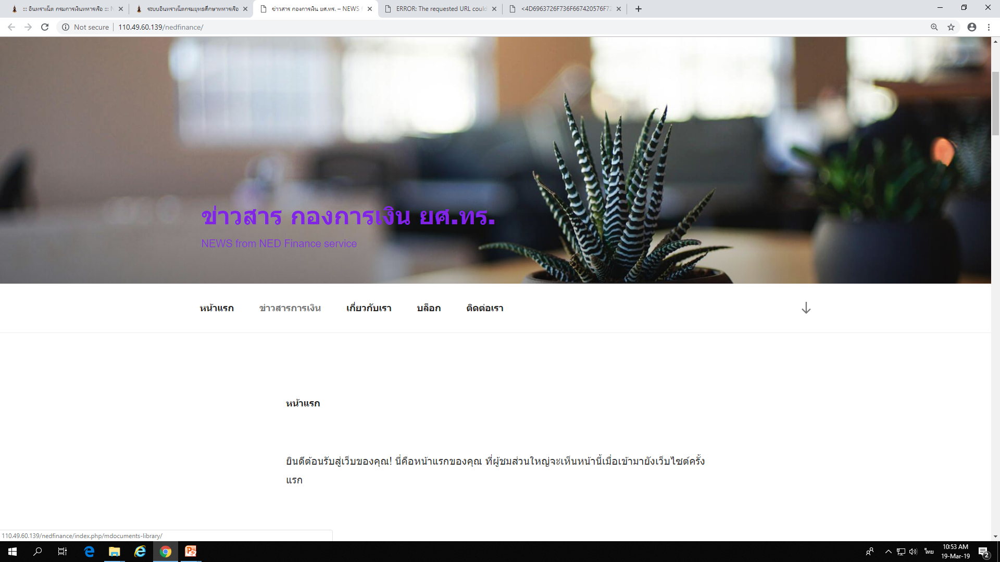 ::: อินทราเน็ต กรมการเงินทหารเรือ ::: N
ระบบอินทราเน็ตกรมยุทธศึกษาทหารเรือ
ข่าวสาร กองการเงิน ยศ.ทร. – NEWS f
ERROR: The requested URL could
<4D6963726F736F667420576F72
Not secure
110.49.60.139/nedfinance/
ข่าวสาร กองการเงิน ยศ.ทร.
NEWS from NED Finance service
หน้าแรก ข่าวสารการเงิน เกี่ยวกับเรา บล็อก ติดต่อเรา
หน้าแรก
ยินดีต้อนรับสู่เว็บของคุณ! นี่คือหน้าแรกของคุณ ที่ผู้ชมส่วนใหญ่จะเห็นหน้านี้เมื่อเข้ามายังเว็บไซต์ครั้ง
แรก
110.49.60.139/nedfinance/index.php/mdocuments-library/
ไทย
10:53 AM
19-Mar-19
2